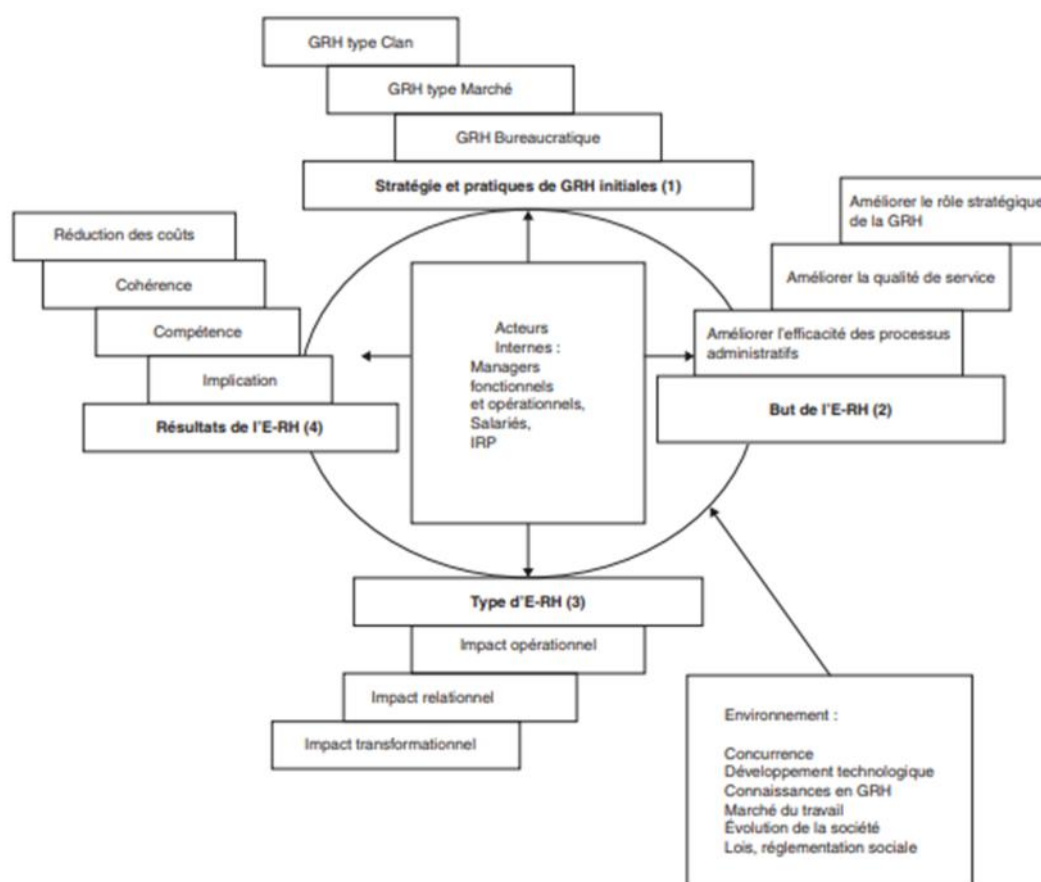 GRH type Clan
GRH type Marché
GRH Bureaucratique
Stratégie et pratiques de GRH initiales (1)
Améliorer le rôle stratégique
de la GRH
Améliorer la qualité de service
Améliorer l'efficacité des processus
administratifs
But de l'E-RH (2)
Réduction des coûts
Cohérence
Compétence
Implication
Résultats de l'E-RH (4)
Acteurs
Internes :
Managers
fonctionnels
et opérationnels,
Salariés,
IRP
Type d'E-RH (3)
Impact opérationnel
Impact relationnel
Impact transformationnel
Environnement :
Concurrence
Développement technologique
Connaissances en GRH
Marché du travail
Évolution de la société
Lois, réglementation sociale